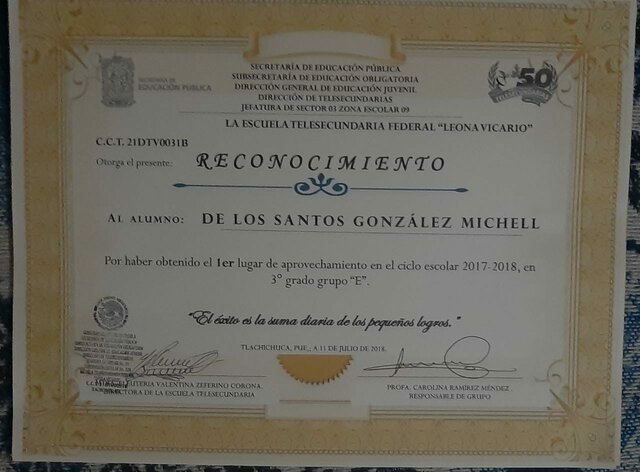 SECRETARÍA DE EDUCACIÓN PÚBLICA
SUBSECRETARÍA DE EDUCACIÓN OBLIGATORIA
DIRECCIÓN GENERAL DE EDUCACIÓN JUVENIL
DIRECCIÓN DE TELESECUNDARIAS
JEFATURA DE SECTOR 03 ZONA ESCOLAR 09
SECRETARÍA DE
EDUCACIÓN PÚBLICA
50
LA ESCUELA TELESECUNDARIA FEDERAL "LEONA VICARIO"
C.C.T. 21DTV0031B
Otorga el presente: RECONOCIMIENTO
AL ALUMNO: DE LOS SANTOS GONZÁLEZ MICHELL
Por haber obtenido el 1er lugar de aprovechamiento en el ciclo escolar 2017-2018, en
3° grado grupo "E".
"El éxito es la suma diaria de los pequeños logros."
TLACHICHUCA, PUE., A 11 DE JULIO DE 2018.
ELEUTERIA VALENTINA ZEFERINO CORONA.
DIRECTORA DE LA ESCUELA TELESECUNDARIA
PROFA. CAROLINA RAMÍREZ MÉNDEZ
RESPONSABLE DE GRUPO